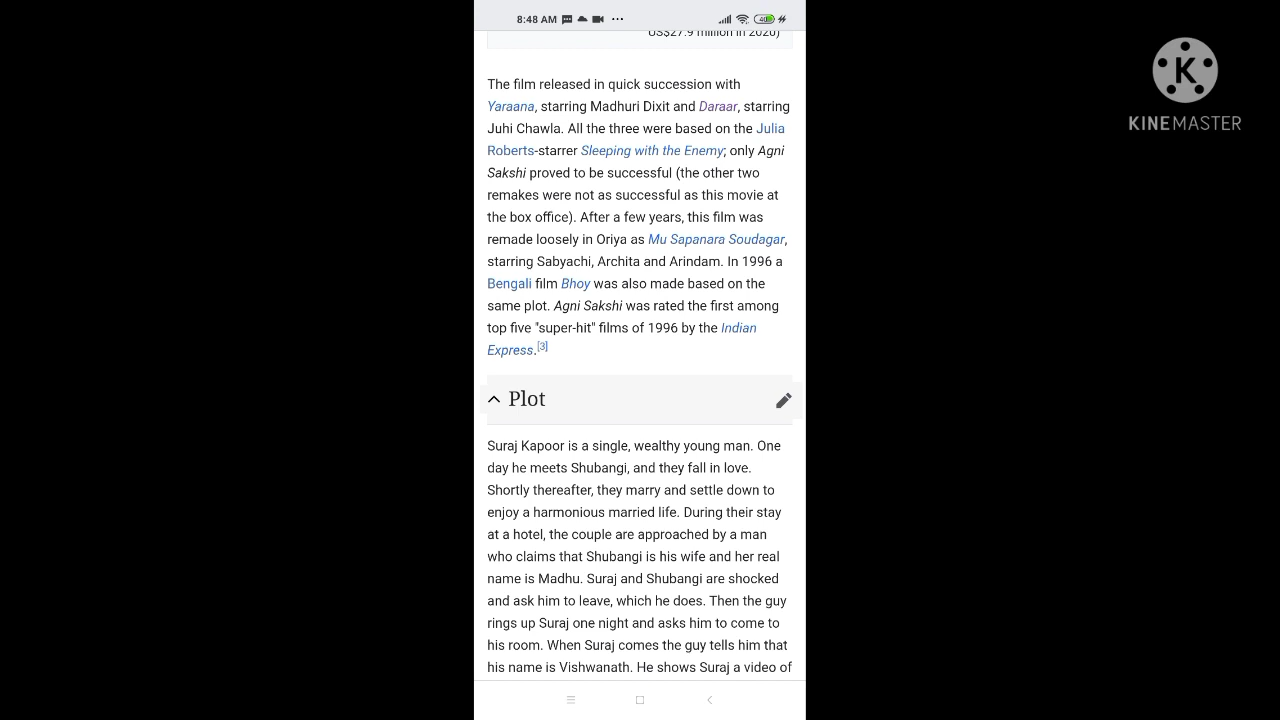 8:48 AM
40
US$27.9 million in 2020)
The film released in quick succession with
Yaraana, starring Madhuri Dixit and Daraar, starring
Juhi Chawla. All the three were based on the Julia
Roberts-starrer Sleeping with the Enemy; only Agni
Sakshi proved to be successful (the other two
remakes were not as successful as this movie at
the box office). After a few years, this film was
remade loosely in Oriya as Mu Sapanara Soudagar,
starring Sabyachi, Archita and Arindam. In 1996 a
Bengali film Bhoy was also made based on the
same plot. Agni Sakshi was rated the first among
top five "super-hit" films of 1996 by the Indian
Express.[3]
Plot
Suraj Kapoor is a single, wealthy young man. One
day he meets Shubangi, and they fall in love.
Shortly thereafter, they marry and settle down to
enjoy a harmonious married life. During their stay
at a hotel, the couple are approached by a man
who claims that Shubangi is his wife and her real
name is Madhu. Suraj and Shubangi are shocked
and ask him to leave, which he does. Then the guy
rings up Suraj one night and asks him to come to
his room. When Suraj comes the guy tells him that
his name is Vishwanath. He shows Suraj a video of
K
KINEMASTER